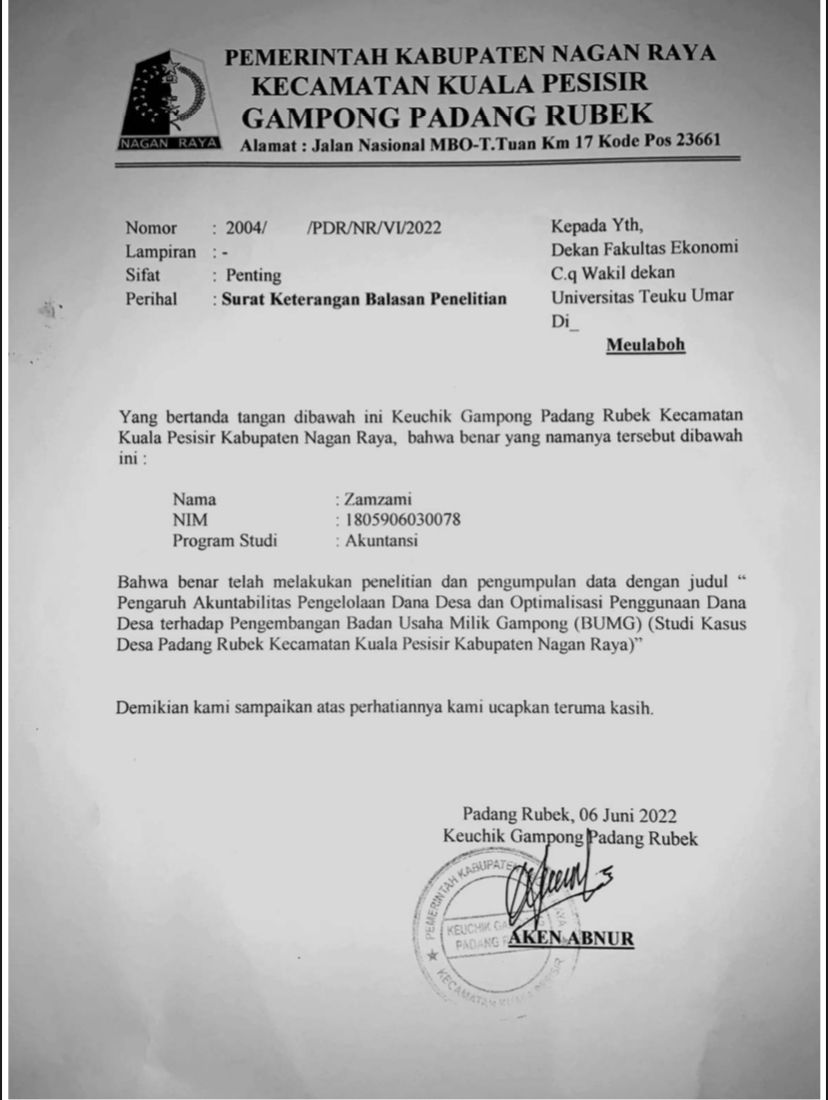 PEMERINTAH KABUPATEN NAGAN RAYA
KECAMATAN KUALA PESISIR
GAMPONG PADANG RUBEK
Alamat : Jalan Nasional MBO-T.Tuan Km 17 Kode Pos 23661
NAGAN RAYA
Nomor : 2004/ /PDR/NR/VI/2022
Lampiran : -
Sifat : Penting
Perihal : Surat Keterangan Balasan Penelitian
Kepada Yth,
Dekan Fakultas Ekonomi
C.q Wakil dekan
Universitas Teuku Umar
Di_
Meulaboh
Yang bertanda tangan dibawah ini Keuchik Gampong Padang Rubek Kecamatan
Kuala Pesisir Kabupaten Nagan Raya, bahwa benar yang namanya tersebut dibawah
ini :
Nama : Zamzami
NIM : 1805906030078
Program Studi : Akuntansi
Bahwa benar telah melakukan penelitian dan pengumpulan data dengan judul “
Pengaruh Akuntabilitas Pengelolaan Dana Desa dan Optimalisasi Penggunaan Dana
Desa terhadap Pengembangan Badan Usaha Milik Gampong (BUMG) (Studi Kasus
Desa Padang Rubek Kecamatan Kuala Pesisir Kabupaten Nagan Raya)”
Demikian kami sampaikan atas perhatiannya kami ucapkan teruma kasih.
Padang Rubek, 06 Juni 2022
Keuchik Gampong Padang Rubek
PEMERINTAH KABUPATEN
KEUCHIK
PADANG
KECAMATAN KUALA PESISIR
AKEN ABNUR